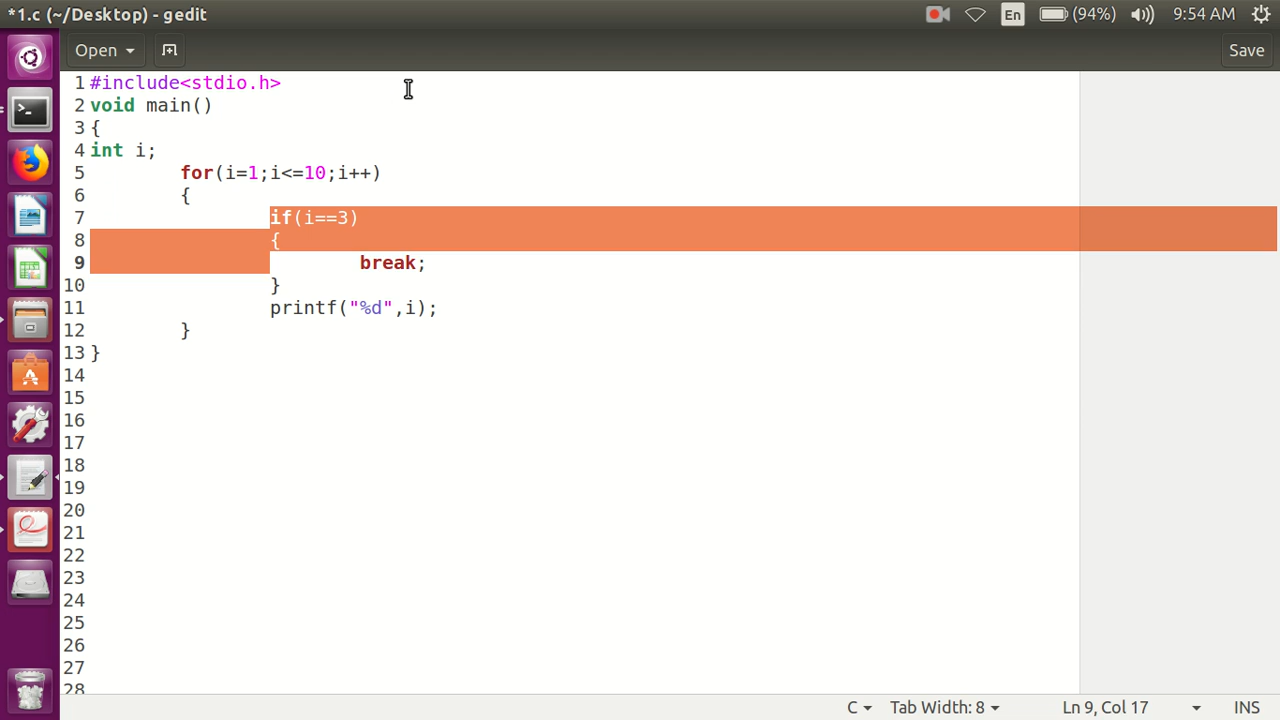 *1.c (~/Desktop) - gedit
En
(94%)
9:54 AM
Open
Save
1 #include<stdio.h>
2 void main()
3 {
4 int i;
5 for(i=1;i<=10;i++)
6 {
7 if(i==3)
8 {
9 break;
10 }
11 printf("%d",i);
12 }
13 }
14
15
16
17
18
19
20
21
22
23
24
25
26
27
28
C
Tab Width: 8
Ln 9, Col 17
INS